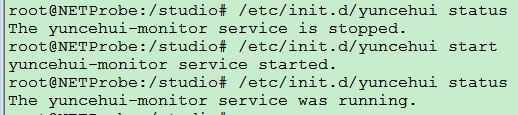 root@NETProbe:/studio# /etc/init.d/yuncehui status
The yuncehui-monitor service is stopped.
root@NETProbe:/studio# /etc/init.d/yuncehui start
yuncehui-monitor service started.
root@NETProbe:/studio# /etc/init.d/yuncehui status
The yuncehui-monitor service was running.